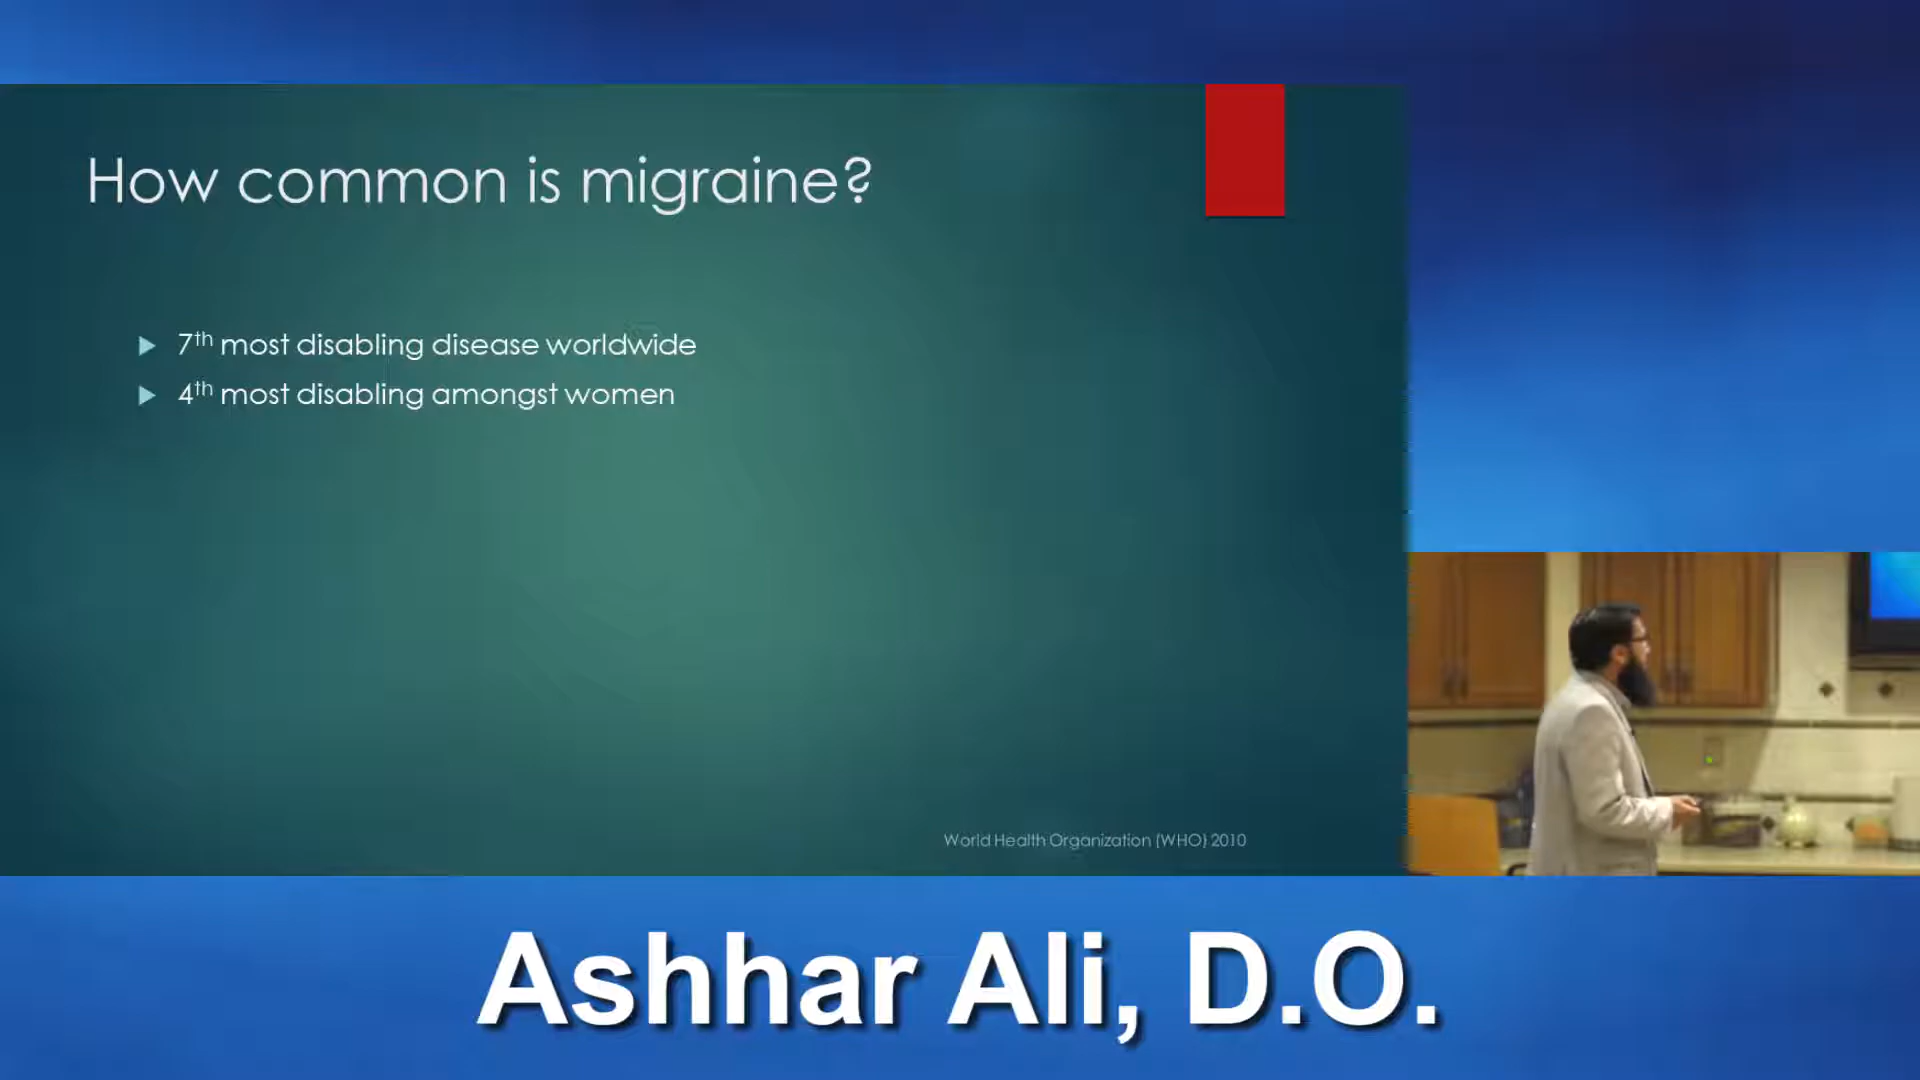 How common is migraine?
7th most disabling disease worldwide
4th most disabling amongst women
World Health Organization (WHO) 2010
Ashhar Ali, D.O.